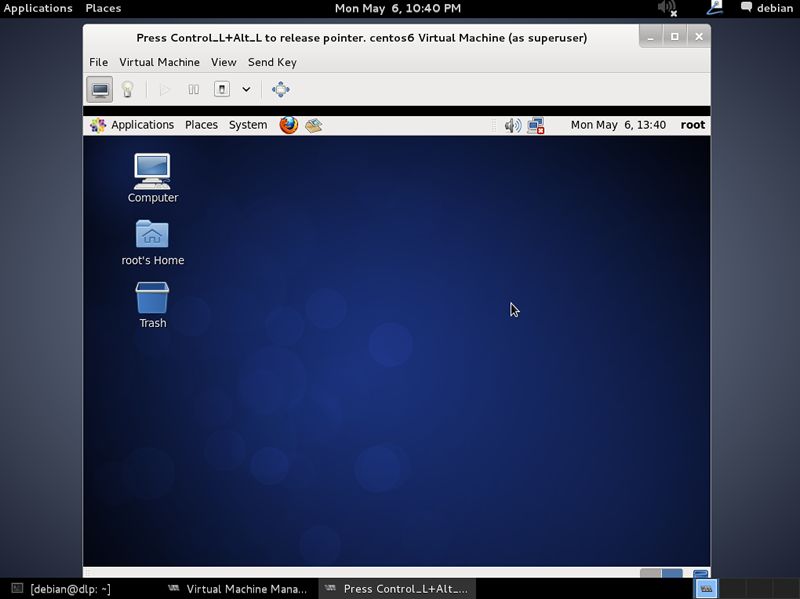 Applications Places Mon May 6, 10:40 PM debian
Press Control_L+Alt_L to release pointer. centos6 Virtual Machine (as superuser)
File Virtual Machine View Send Key
Applications Places System Mon May 6, 13:40 root
Computer
root's Home
Trash
[debian@dlp: ~] Virtual Machine Mana... Press Control_L+Alt_...